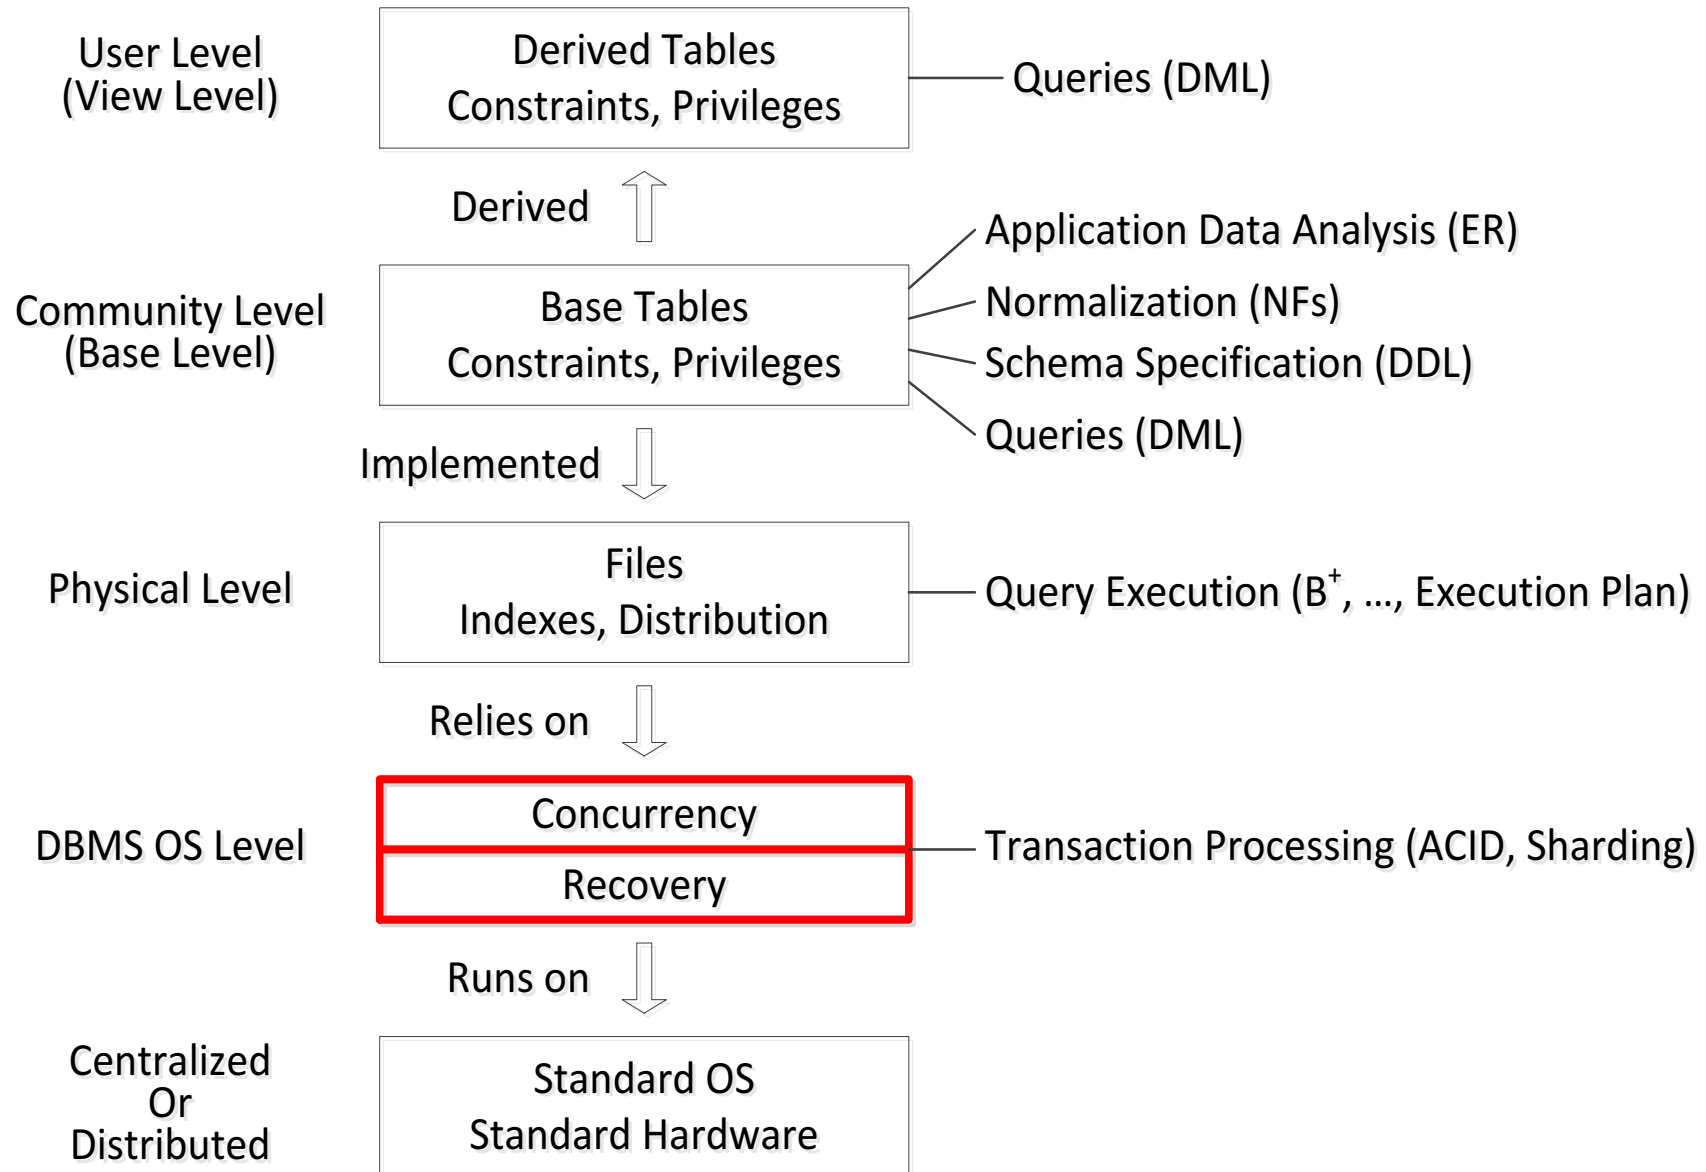 User Level
(View Level)
Derived Tables
Constraints, Privileges
Queries (DML)
Derived
Community Level
(Base Level)
Base Tables
Constraints, Privileges
Application Data Analysis (ER)
Normalization (NFs)
Schema Specification (DDL)
Queries (DML)
Implemented
Physical Level
Files
Indexes, Distribution
Query Execution (B⁺, ..., Execution Plan)
Relies on
DBMS OS Level
Concurrency
Recovery
Transaction Processing (ACID, Sharding)
Runs on
Centralized
Or
Distributed
Standard OS
Standard Hardware